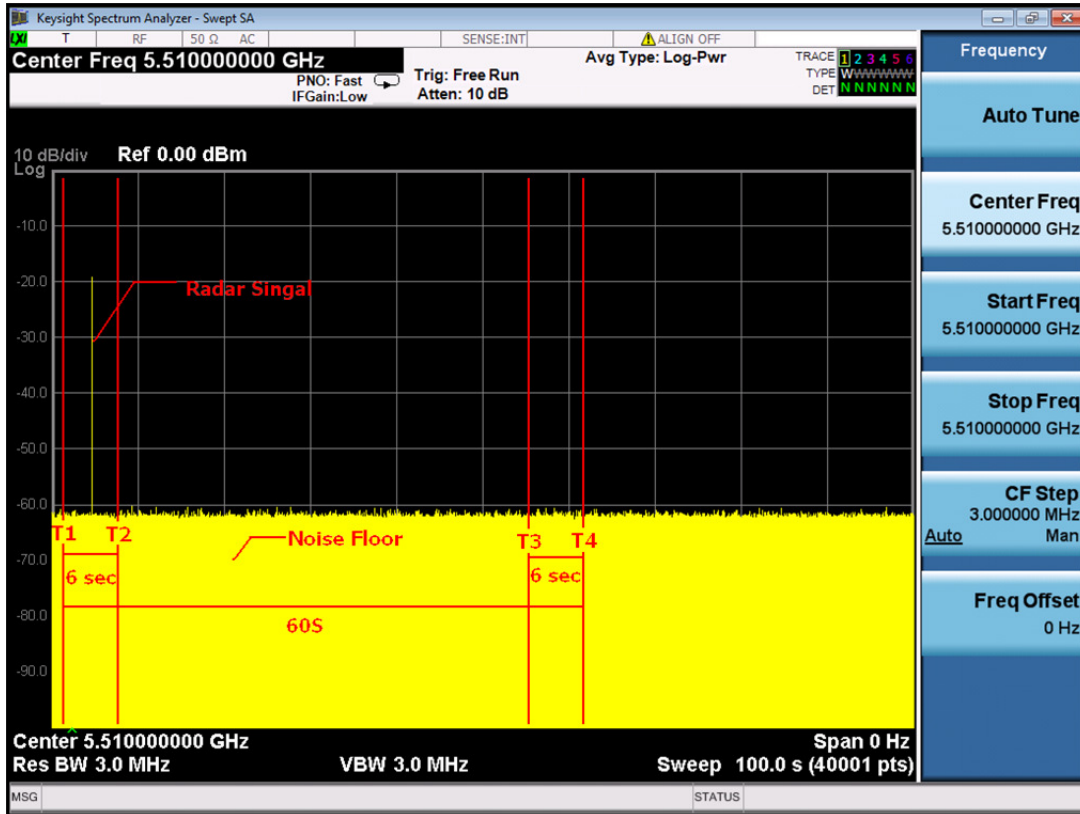 Keysight Spectrum Analyzer - Swept SA
LXI T RF 50 Ω AC SENSE:INT ALIGN OFF
Center Freq 5.510000000 GHz
PNO: Fast
IFGain:Low
Trig: Free Run
Atten: 10 dB
Avg Type: Log-Pwr
TRACE 1 2 3 4 5 6
TYPE WWWWWW
DET N N N N N N
Frequency
Auto Tune
Center Freq
5.510000000 GHz
Start Freq
5.510000000 GHz
Stop Freq
5.510000000 GHz
CF Step
3.000000 MHz
Auto Man
Freq Offset
0 Hz
10 dB/div Ref 0.00 dBm
Log
-10.0
-20.0
-30.0
-40.0
-50.0
-60.0
-70.0
-80.0
-90.0
Radar Singal
T1 T2 T3 T4
Noise Floor
6 sec 6 sec
60S
Center 5.510000000 GHz Span 0 Hz
Res BW 3.0 MHz VBW 3.0 MHz Sweep 100.0 s (40001 pts)
MSG STATUS